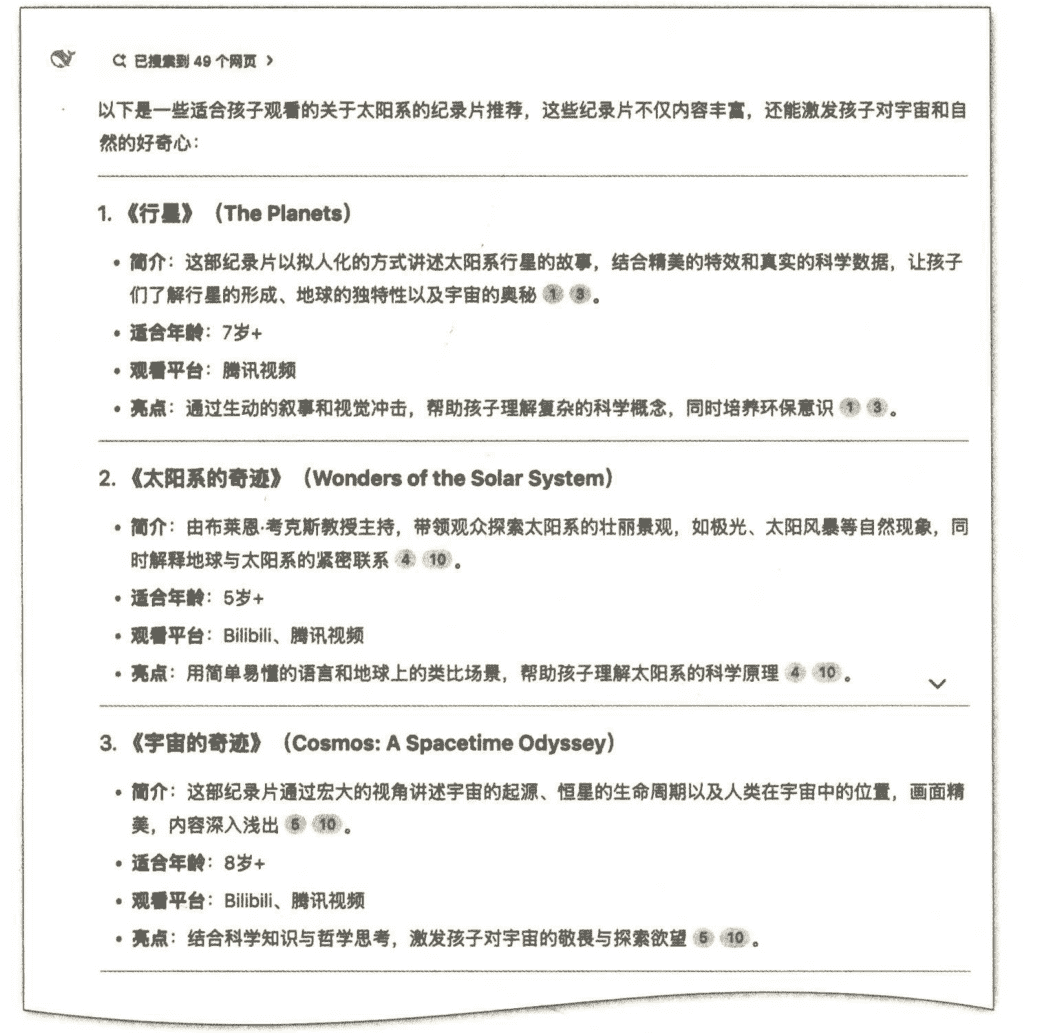 已搜索到 49 个网页 >
以下是一些适合孩子观看的关于太阳系的纪录片推荐，这些纪录片不仅内容丰富，还能激发孩子对宇宙和自
然的好奇心：
1. 《行星》（The Planets）
• 简介：这部纪录片以拟人化的方式讲述太阳系行星的故事，结合精美的特效和真实的科学数据，让孩子
们了解行星的形成、地球的独特性以及宇宙的奥秘 1 3 。
• 适合年龄：7岁+
• 观看平台：腾讯视频
• 亮点：通过生动的叙事和视觉冲击，帮助孩子理解复杂的科学概念，同时培养环保意识 1 3 。
2. 《太阳系的奇迹》（Wonders of the Solar System）
• 简介：由布莱恩·考克斯教授主持，带领观众探索太阳系的壮丽景观，如极光、太阳风暴等自然现象，同
时解释地球与太阳系的紧密联系 4 10 。
• 适合年龄：5岁+
• 观看平台：Bilibili、腾讯视频
• 亮点：用简单易懂的语言和地球上的类比场景，帮助孩子理解太阳系的科学原理 4 10 。
3. 《宇宙的奇迹》（Cosmos: A Spacetime Odyssey）
• 简介：这部纪录片通过宏大的视角讲述宇宙的起源、恒星的生命周期以及人类在宇宙中的位置，画面精
美，内容深入浅出 5 10 。
• 适合年龄：8岁+
• 观看平台：Bilibili、腾讯视频
• 亮点：结合科学知识与哲学思考，激发孩子对宇宙的敬畏与探索欲望 5 10 。